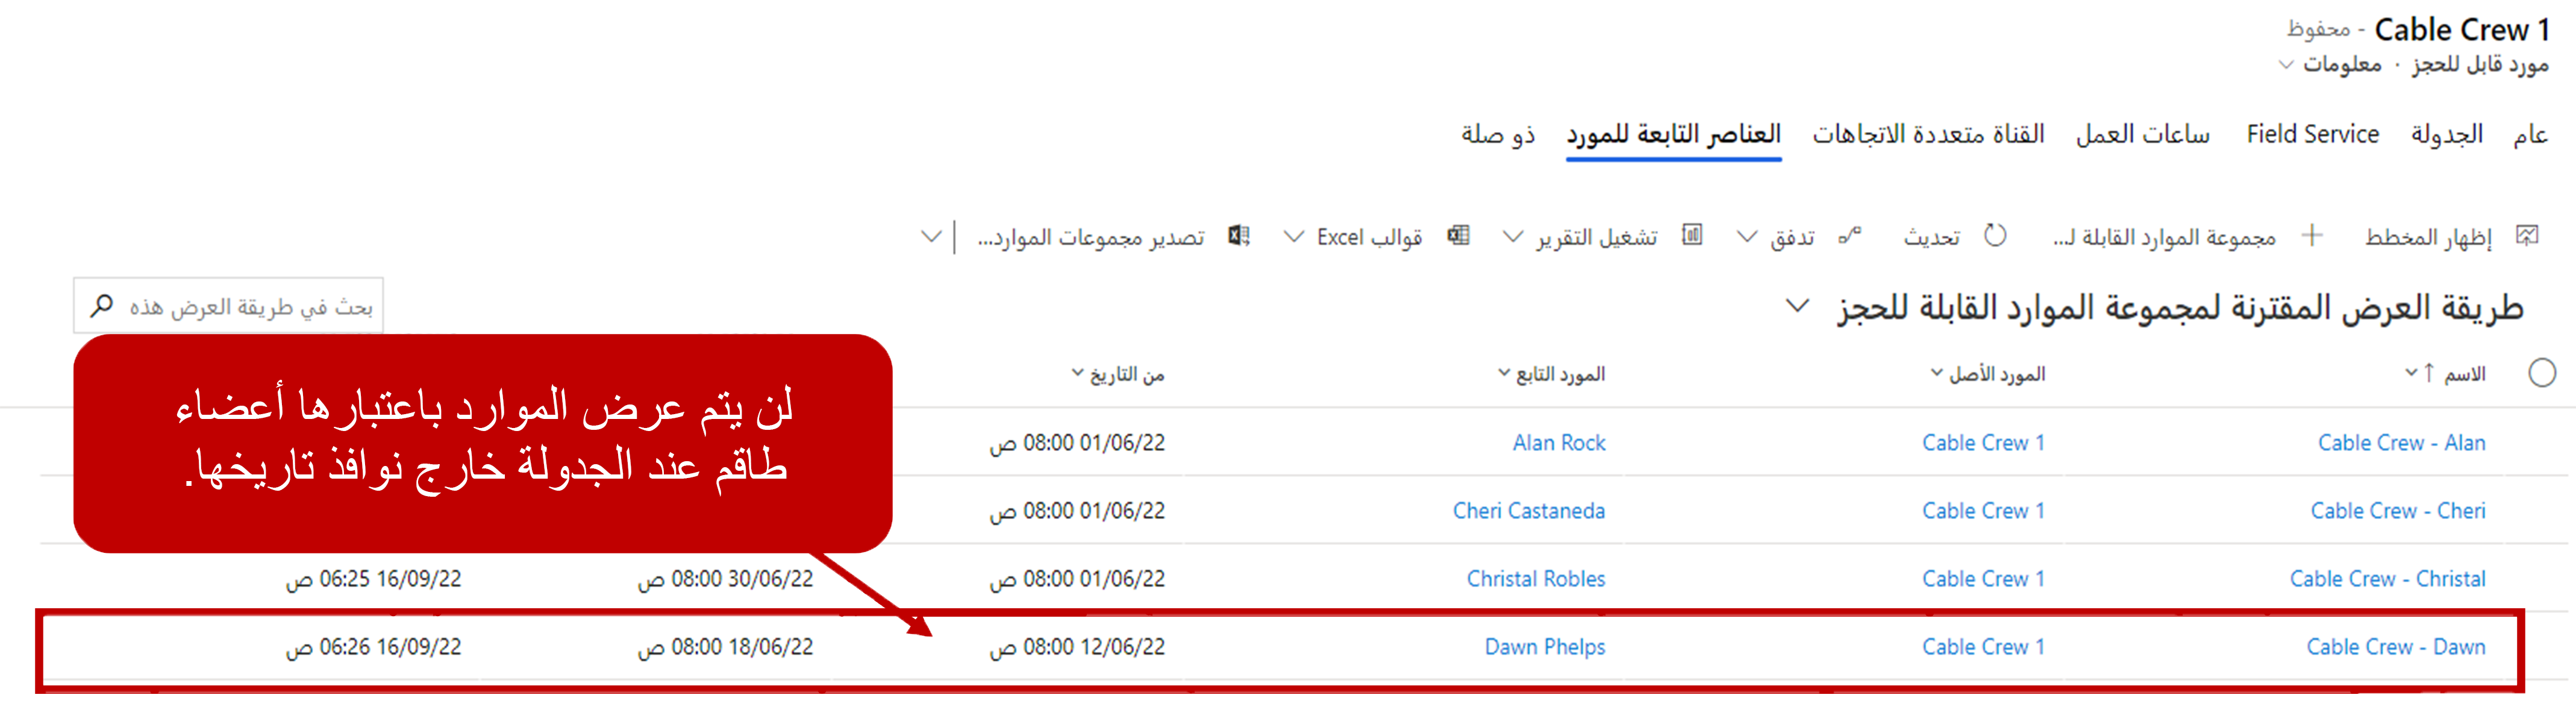 Cable Crew 1 - محفوظ
مورد قابل للحجز · معلومات
عام الجدولة Field Service ساعات العمل القناة متعددة الاتجاهات العناصر التابعة للمورد ذو صلة
إظهار المخطط + مجموعة الموارد القابلة لـ... تحديث تدفق تشغيل التقرير قوالب Excel تصدير مجموعات الموارد...
طريقة العرض المقترنة لمجموعة الموارد القابلة للحجز
بحث في طريقة العرض هذه
الاسم ↑ المورد الأصل المورد التابع من التاريخ
لن يتم عرض الموارد باعتبارها أعضاء
طاقم عند الجدولة خارج نوافذ تاريخها.
Cable Crew - Alan Cable Crew 1 Alan Rock 01/06/22 08:00 ص
Cable Crew - Cheri Cable Crew 1 Cheri Castaneda 01/06/22 08:00 ص
Cable Crew - Christal Cable Crew 1 Christal Robles 01/06/22 08:00 ص 30/06/22 08:00 ص 16/09/22 06:25 ص
Cable Crew - Dawn Cable Crew 1 Dawn Phelps 12/06/22 08:00 ص 18/06/22 08:00 ص 16/09/22 06:26 ص